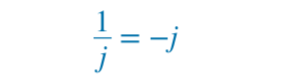 1/j = −j